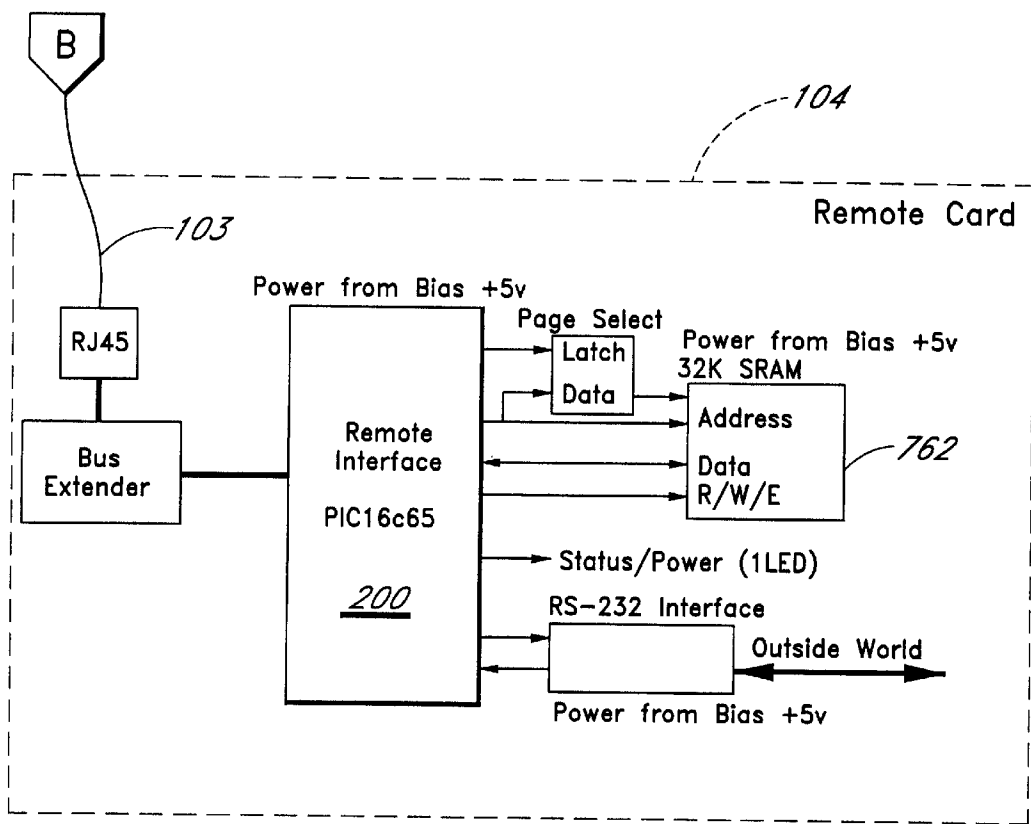 B
104
Remote Card
103
Power from Bias +5v
RJ45
Page Select
Latch
Data
Power from Bias +5v
32K SRAM
Address
Data
R/W/E
762
Bus
Extender
Remote
Interface
PIC16c65
200
Status/Power (1LED)
RS-232 Interface
Outside World
Power from Bias +5v